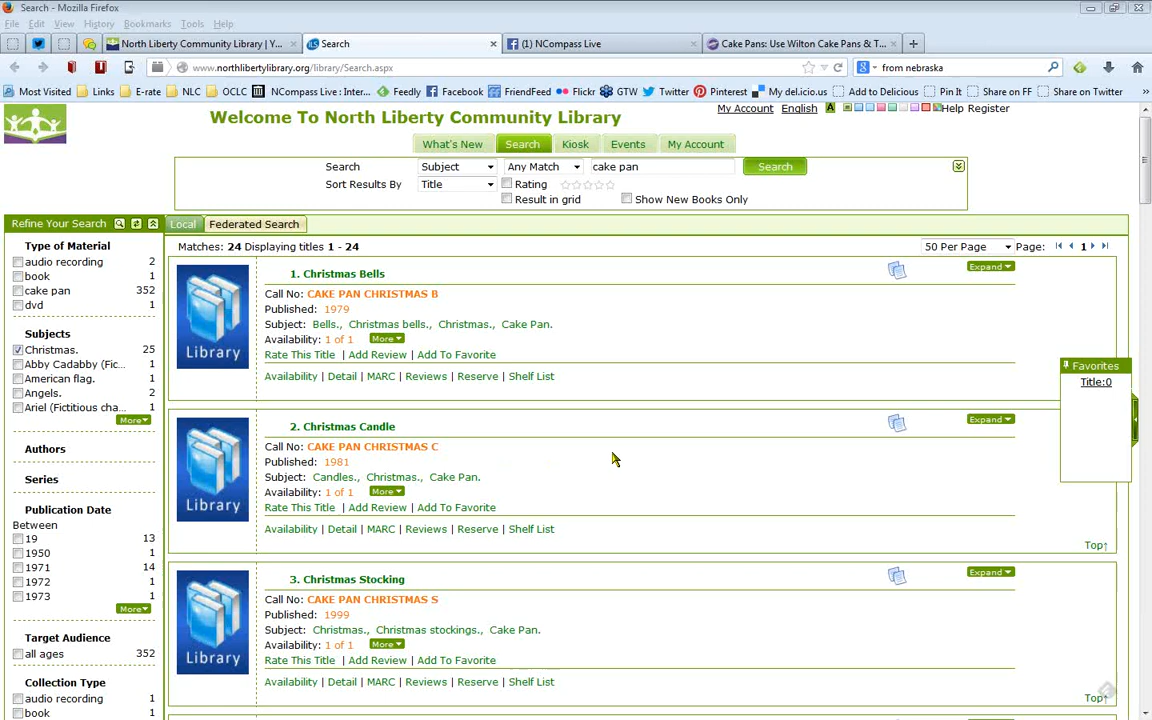 Search - Mozilla Firefox
File Edit View History Bookmarks Tools Help
North Liberty Community Library | Y... × Search × (1) NCompass Live × Cake Pans: Use Wilton Cake Pans & T... × +
www.northlibertylibrary.org/library/Search.aspx
from nebraska
Most Visited Links E-rate NLC OCLC NCompass Live : Inter... Feedly Facebook FriendFeed Flickr GTW Twitter Pinterest My del.icio.us Add to Delicious Pin It Share on FF Share on Twitter
Welcome To North Liberty Community Library
My Account English A Help Register
What's New Search Kiosk Events My Account
Search Subject Any Match cake pan Search
Sort Results By Title Rating
Result in grid Show New Books Only
Refine Your Search
Local Federated Search
Type of Material
audio recording 2
book 1
cake pan 352
dvd 1
Subjects
Christmas. 25
Abby Cadabby (Fic... 1
American flag. 1
Angels. 2
Ariel (Fictitious cha... 1
More
Authors
Series
Publication Date
Between
19 13
1950 1
1971 14
1972 1
1973 1
More
Target Audience
all ages 352
Collection Type
audio recording 1
book 1
Matches: 24 Displaying titles 1 - 24
50 Per Page Page: 1
Library
1. Christmas Bells
Expand
Call No: CAKE PAN CHRISTMAS B
Published: 1979
Subject: Bells., Christmas bells., Christmas., Cake Pan.
Availability: 1 of 1 More
Rate This Title | Add Review | Add To Favorite
Availability | Detail | MARC | Reviews | Reserve | Shelf List
Library
2. Christmas Candle
Expand
Call No: CAKE PAN CHRISTMAS C
Published: 1981
Subject: Candles., Christmas., Cake Pan.
Availability: 1 of 1 More
Rate This Title | Add Review | Add To Favorite
Availability | Detail | MARC | Reviews | Reserve | Shelf List
Top↑
Library
3. Christmas Stocking
Expand
Call No: CAKE PAN CHRISTMAS S
Published: 1999
Subject: Christmas., Christmas stockings., Cake Pan.
Availability: 1 of 1 More
Rate This Title | Add Review | Add To Favorite
Availability | Detail | MARC | Reviews | Reserve | Shelf List
Top↑
Favorites
Title:0